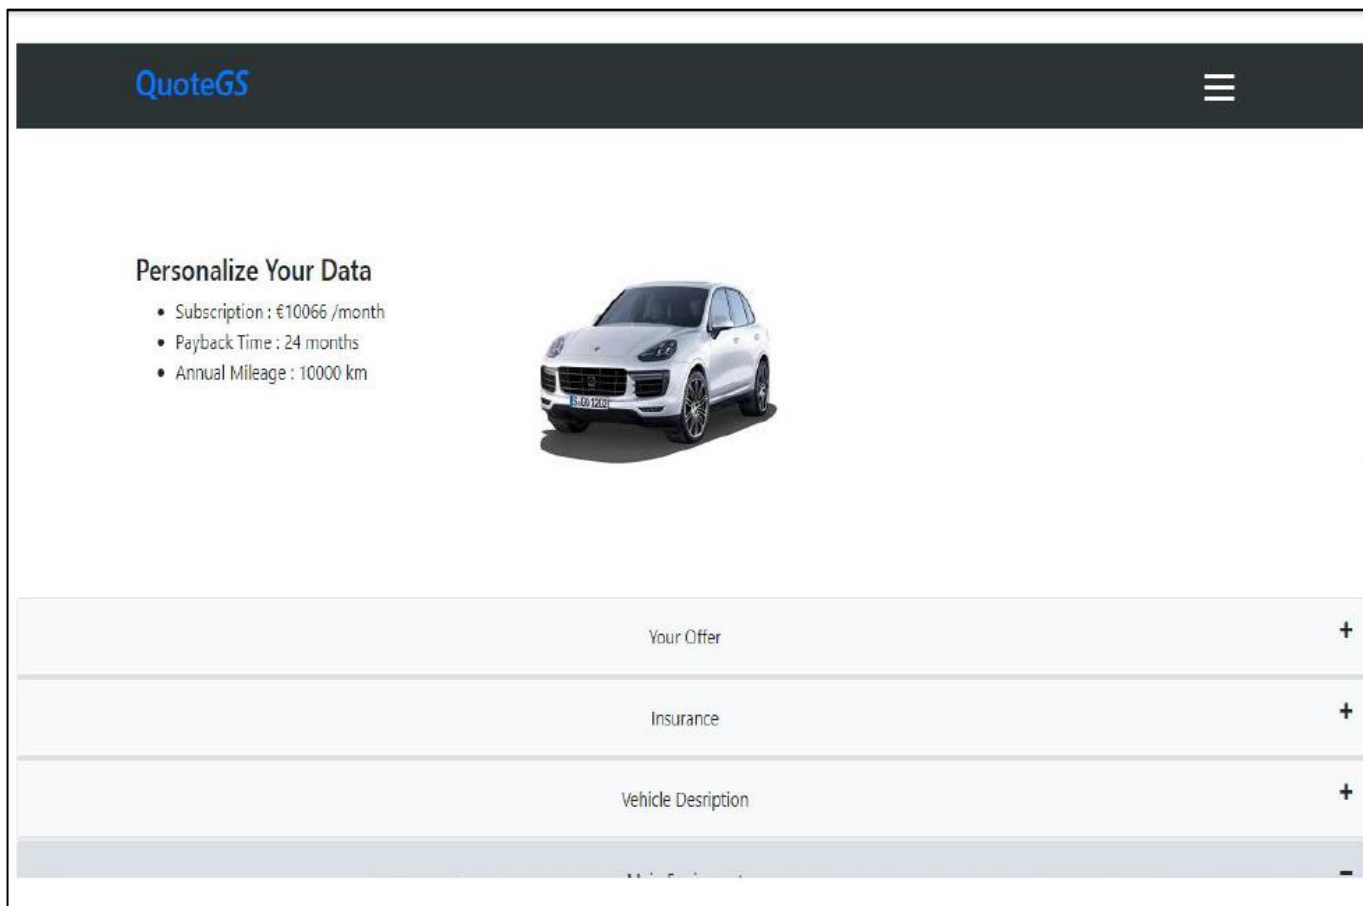 QuoteGS
Personalize Your Data
• Subscription : €10066 /month
• Payback Time : 24 months
• Annual Mileage : 10000 km
Your Offer +
Insurance +
Vehicle Desription +